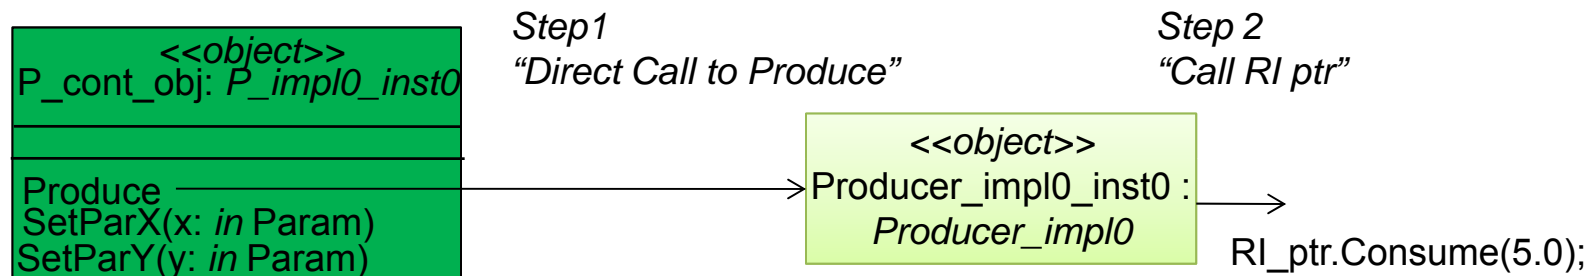 <<object>>
P_cont_obj: P_impl0_inst0
Produce
SetParX(x: in Param)
SetParY(y: in Param)
Step1
“Direct Call to Produce”
<<object>>
Producer_impl0_inst0 :
Producer_impl0
Step 2
“Call RI ptr”
RI_ptr.Consume(5.0);